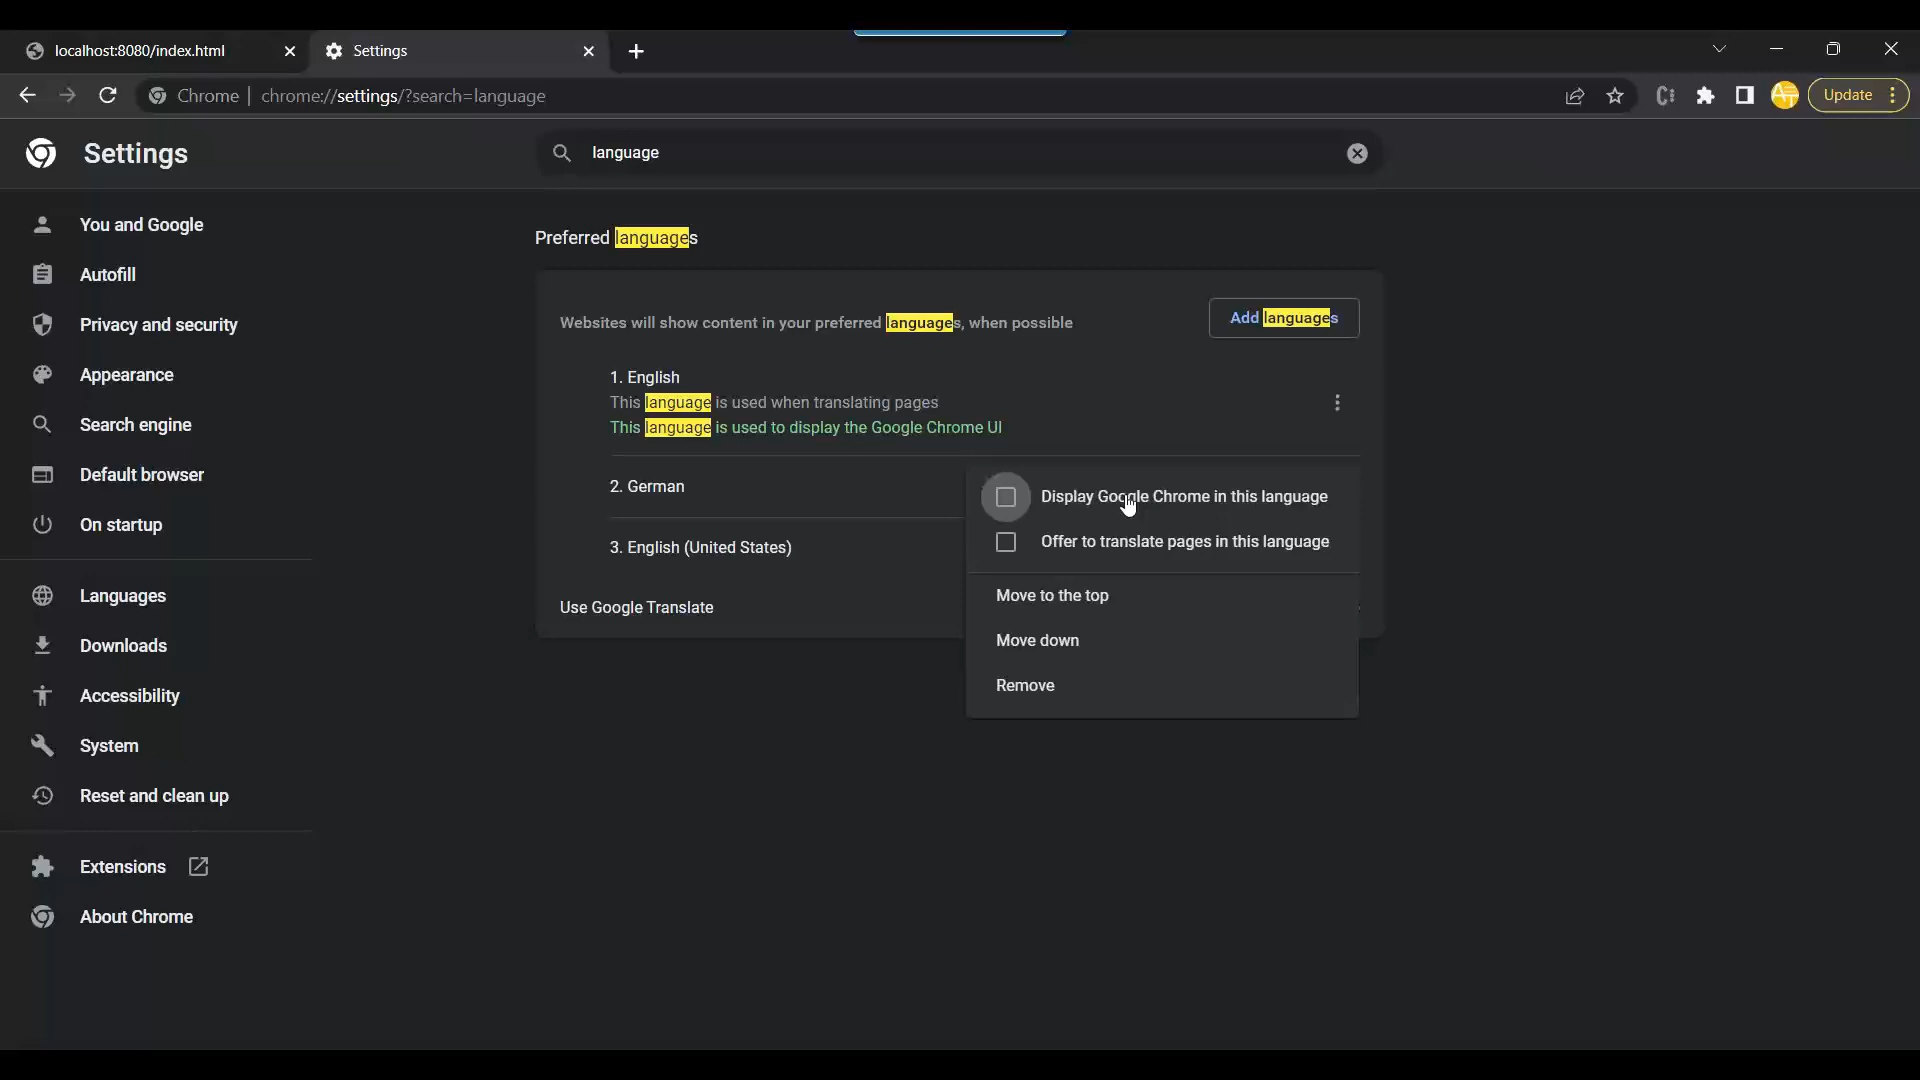 localhost:8080/index.html
Settings
Chrome | chrome://settings/?search=language
Update
Settings
language
You and Google
Autofill
Privacy and security
Appearance
Search engine
Default browser
On startup
Languages
Downloads
Accessibility
System
Reset and clean up
Extensions
About Chrome
Preferred languages
Websites will show content in your preferred languages, when possible
Add languages
1. English
This language is used when translating pages
This language is used to display the Google Chrome UI
2. German
3. English (United States)
Use Google Translate
Display Google Chrome in this language
Offer to translate pages in this language
Move to the top
Move down
Remove